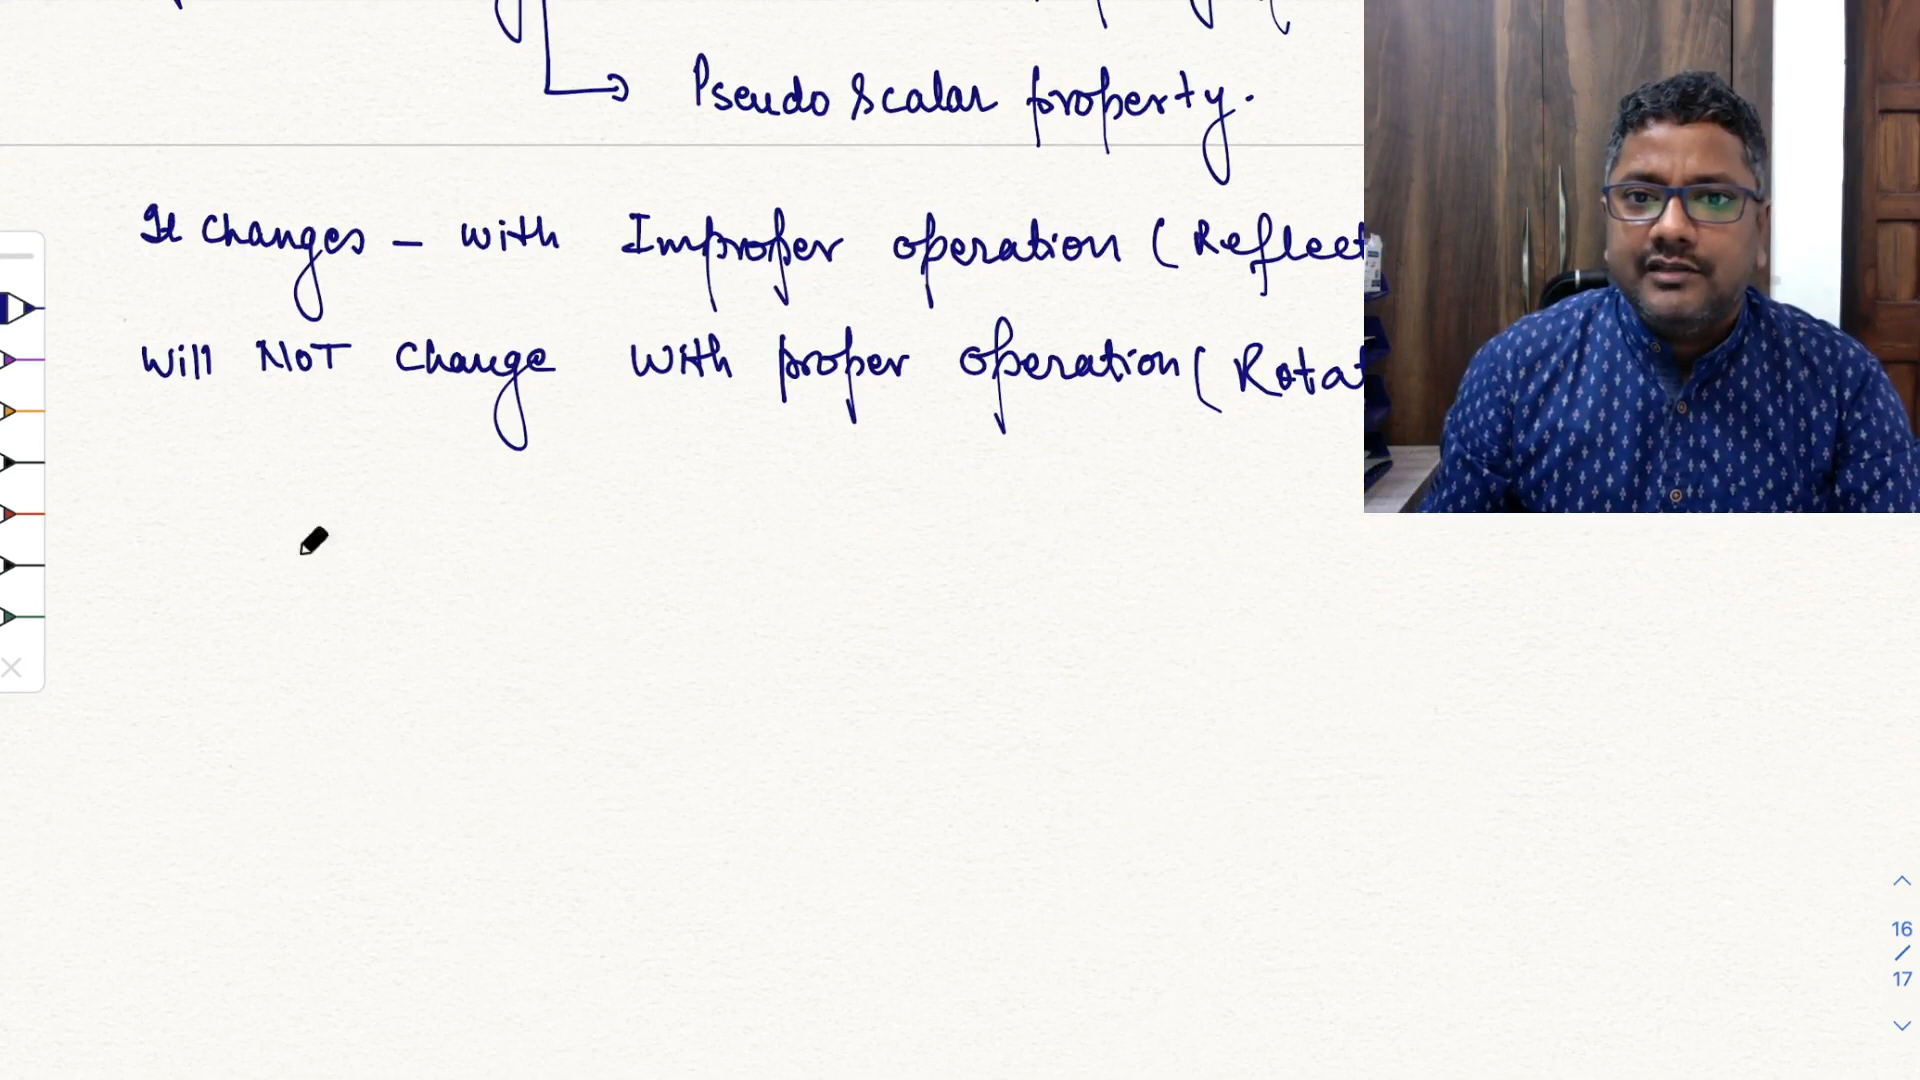 Pseudo Scalar property.
It changes - with Improper operation ( Reflect
Will NOT change with proper operation ( Rotat
16
/
17